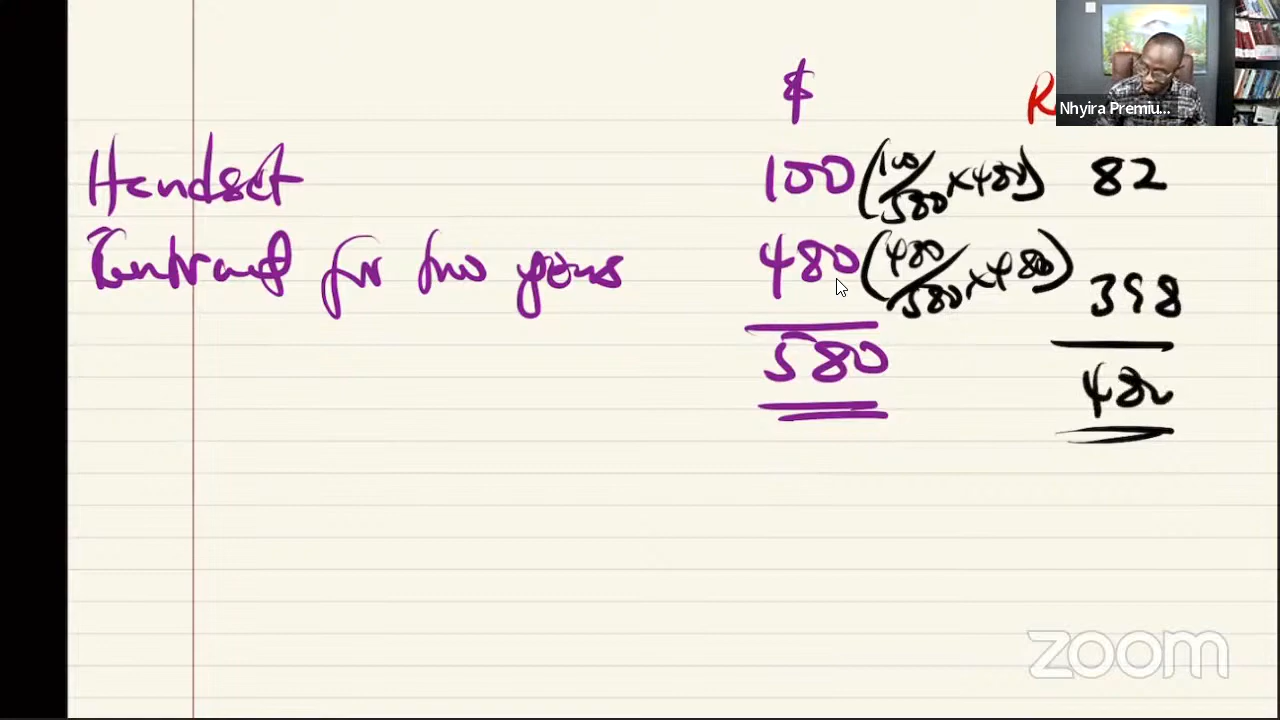 $ R
Nhyira Premiu...
Handset 100 (100/580 × 480) 82
Contract for two years 480 (480/580 × 480) 398
580 480
zoom